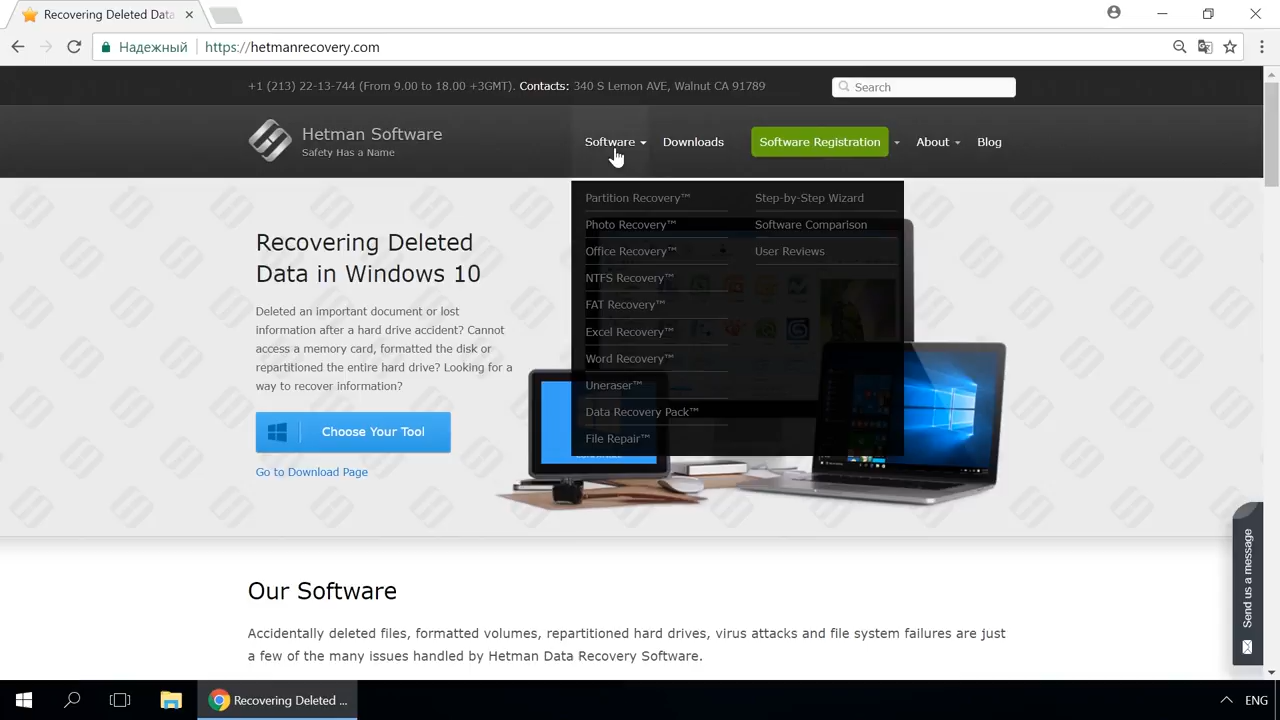 Recovering Deleted Data
Надежный
https://hetmanrecovery.com
+1 (213) 22-13-744 (From 9.00 to 18.00 +3GMT). Contacts: 340 S Lemon AVE, Walnut CA 91789
Search
Hetman Software
Safety Has a Name
Software
Downloads
Software Registration
About
Blog
Partition Recovery™
Photo Recovery™
Office Recovery™
NTFS Recovery™
FAT Recovery™
Excel Recovery™
Word Recovery™
Uneraser™
Data Recovery Pack™
File Repair™
Step-by-Step Wizard
Software Comparison
User Reviews
Recovering Deleted
Data in Windows 10
Deleted an important document or lost
information after a hard drive accident? Cannot
access a memory card, formatted the disk or
repartitioned the entire hard drive? Looking for
a way to recover information?
Choose Your Tool
Go to Download Page
Send us a message
Our Software
Accidentally deleted files, formatted volumes, repartitioned hard drives, virus attacks and file system failures are just
a few of the many issues handled by Hetman Data Recovery Software.
Recovering Deleted ...
ENG